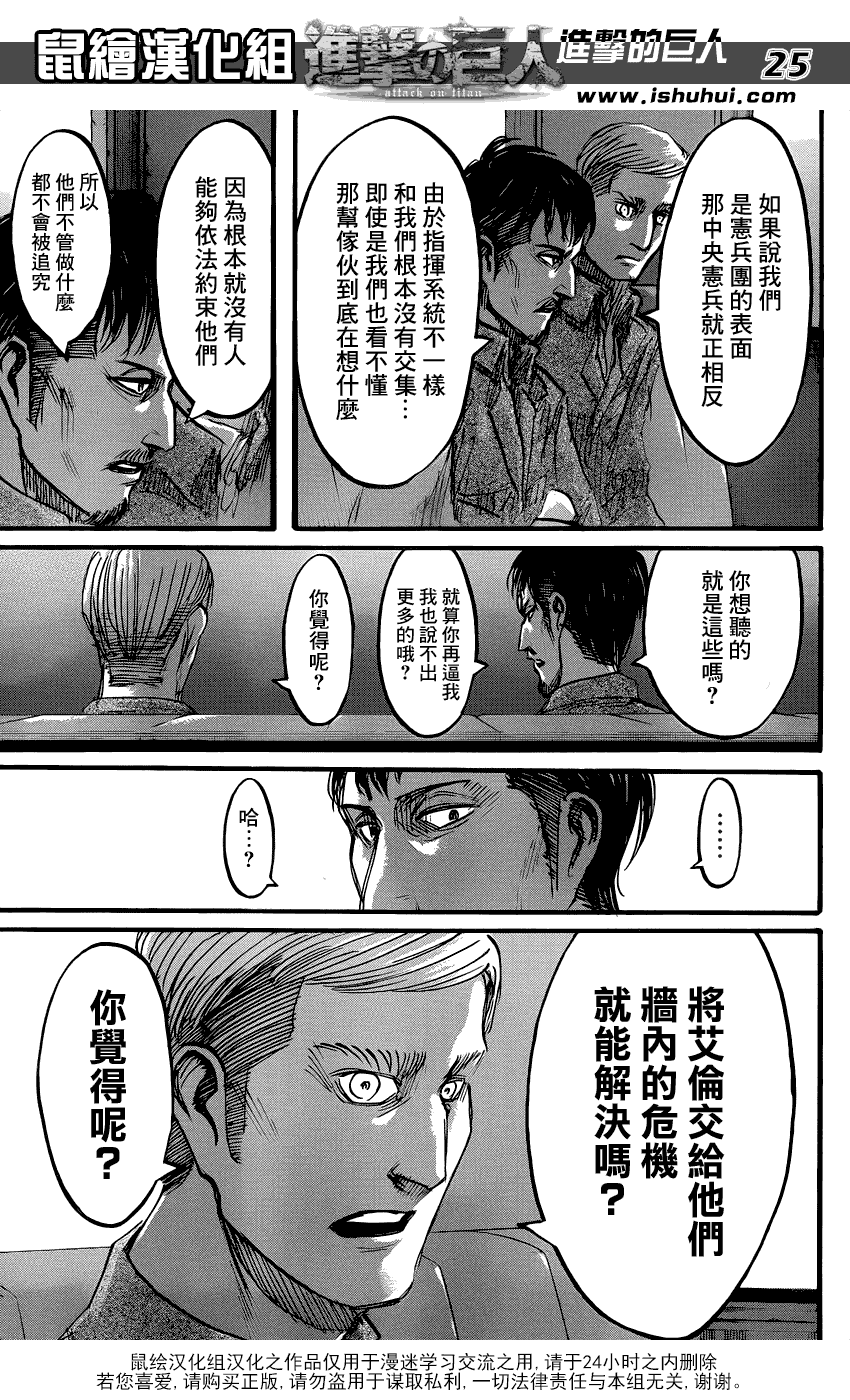 鼠繪漢化組
進撃の巨人
attack on titan
進擊的巨人
25
www.ishuhui.com
如果說我們
是憲兵團的表面
那中央憲兵就正相反
由於指揮系統不一樣
和我們根本沒有交集…
即使是我們也看不懂
那幫傢伙到底在想什麼
因為根本就沒有人
能夠依法約束他們
所以
他們不管做什麼
都不會被追究
你想聽的
就是這些嗎?
就算你再逼我
我也說不出
更多的哦?
你覺得呢?
……
哈…?
將艾倫交給他們
牆內的危機
就能解決嗎?
你覺得呢?
鼠绘汉化组汉化之作品仅用于漫迷学习交流之用,请于24小时之内删除
若您喜爱,请购买正版,请勿盗用于谋取私利,一切法律责任与本组无关,谢谢。